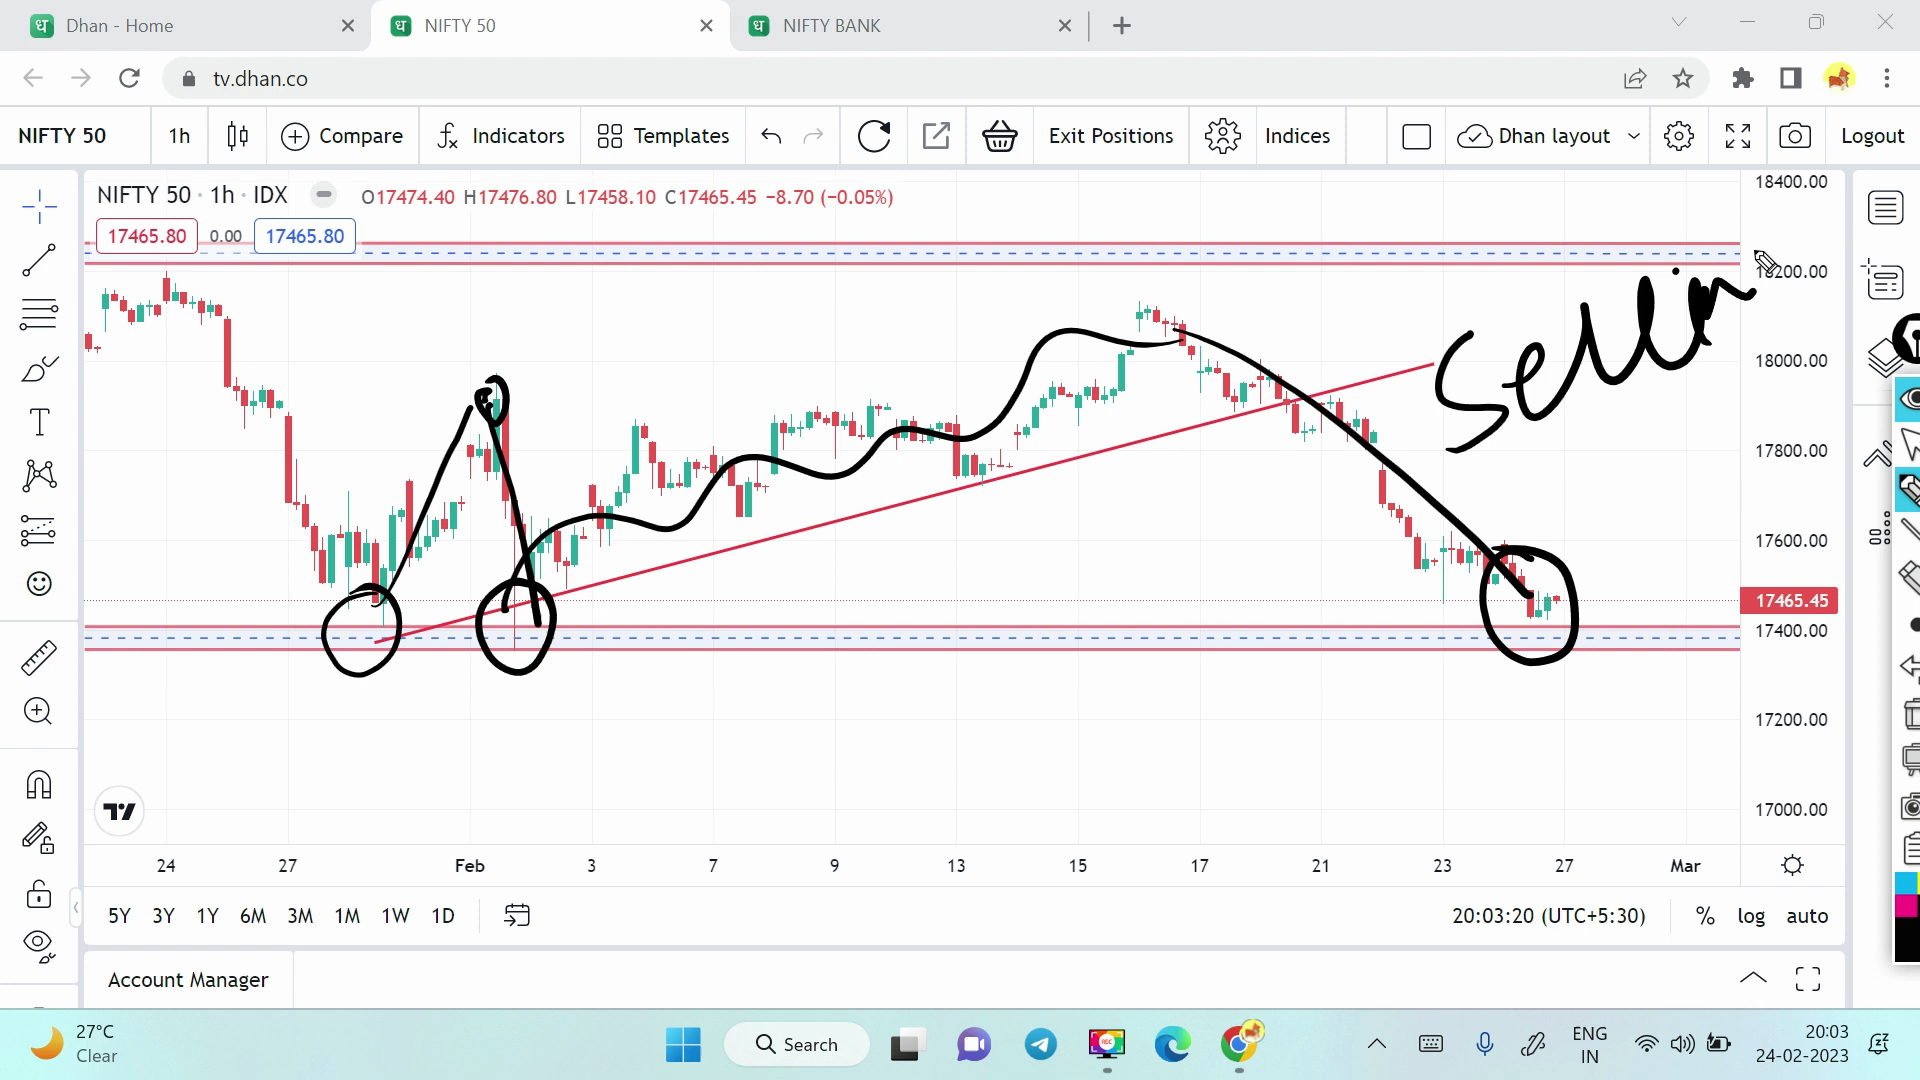 Dhan - Home NIFTY 50 NIFTY BANK
tv.dhan.co
NIFTY 50 1h Compare Indicators Templates Exit Positions Indices Dhan layout Logout
NIFTY 50 · 1h · IDX O17474.40 H17476.80 L17458.10 C17465.45 −8.70 (−0.05%)
17465.80 0.00 17465.80
18400.00
18200.00
18000.00
17800.00
17600.00
17465.45
17400.00
17200.00
17000.00
Sellin
24 27 Feb 3 7 9 13 15 17 21 23 27 Mar
5Y 3Y 1Y 6M 3M 1M 1W 1D 20:03:20 (UTC+5:30) % log auto
Account Manager
27°C
Clear
Search
ENG
IN
20:03
24-02-2023